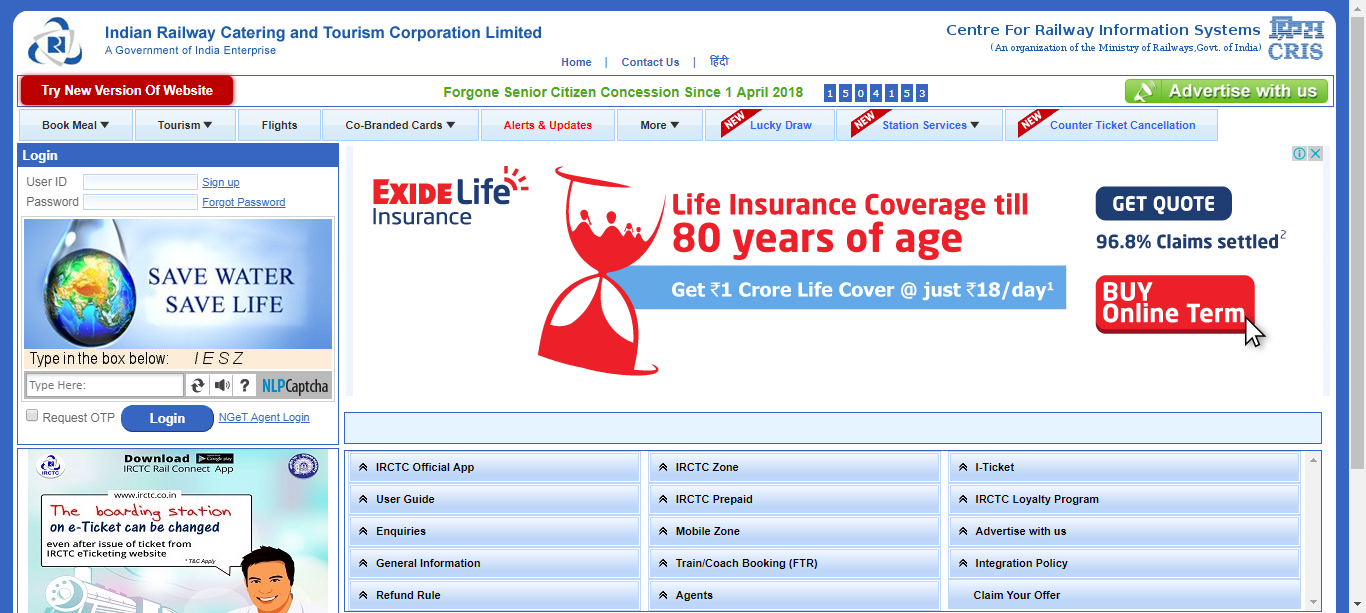 Indian Railway Catering and Tourism Corporation Limited
A Government of India Enterprise
Centre For Railway Information Systems
(An organization of the Ministry of Railways,Govt. of India)
CRIS
Home | Contact Us | हिंदी
Try New Version Of Website
Forgone Senior Citizen Concession Since 1 April 2018 1 5 0 4 1 5 3
Advertise with us
Book Meal ▼
Tourism ▼
Flights
Co-Branded Cards ▼
Alerts & Updates
More ▼
NEW Lucky Draw
NEW Station Services ▼
NEW Counter Ticket Cancellation
Login
User ID
Sign up
Password
Forgot Password
SAVE WATER
SAVE LIFE
Type in the box below: IESZ
Type Here:
? NLPCaptcha
Request OTP
Login
NGeT Agent Login
EXIDE Life
Insurance
Life Insurance Coverage till
80 years of age
Get ₹1 Crore Life Cover @ just ₹18/day¹
GET QUOTE
96.8% Claims settled²
BUY
Online Term
Download
IRCTC Rail Connect App
IRCTC
www.irctc.co.in
The boarding station
on e-Ticket can be changed
even after issue of ticket from
IRCTC eTicketing website
* T&C Apply
IRCTC Official App
IRCTC Zone
I-Ticket
User Guide
IRCTC Prepaid
IRCTC Loyalty Program
Enquiries
Mobile Zone
Advertise with us
General Information
Train/Coach Booking (FTR)
Integration Policy
Refund Rule
Agents
Claim Your Offer